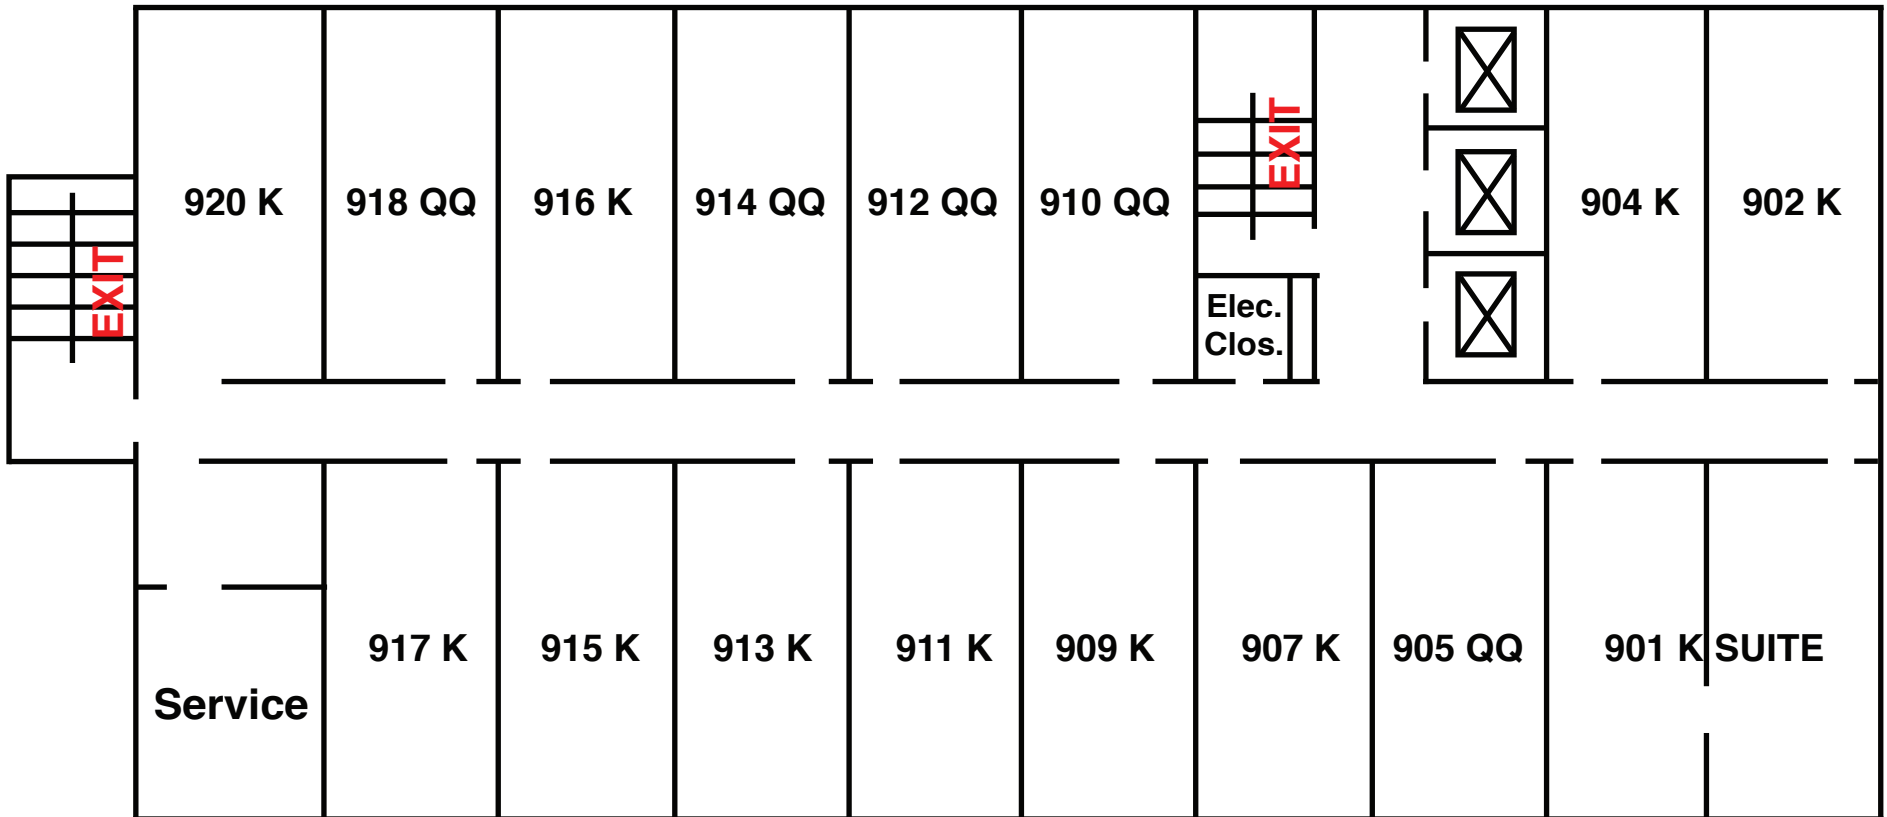 EXIT
920 K
918 QQ
916 K
914 QQ
912 QQ
910 QQ
EXIT
904 K
902 K
Elec.
Clos.
917 K
915 K
913 K
911 K
909 K
907 K
905 QQ
901 K SUITE
Service